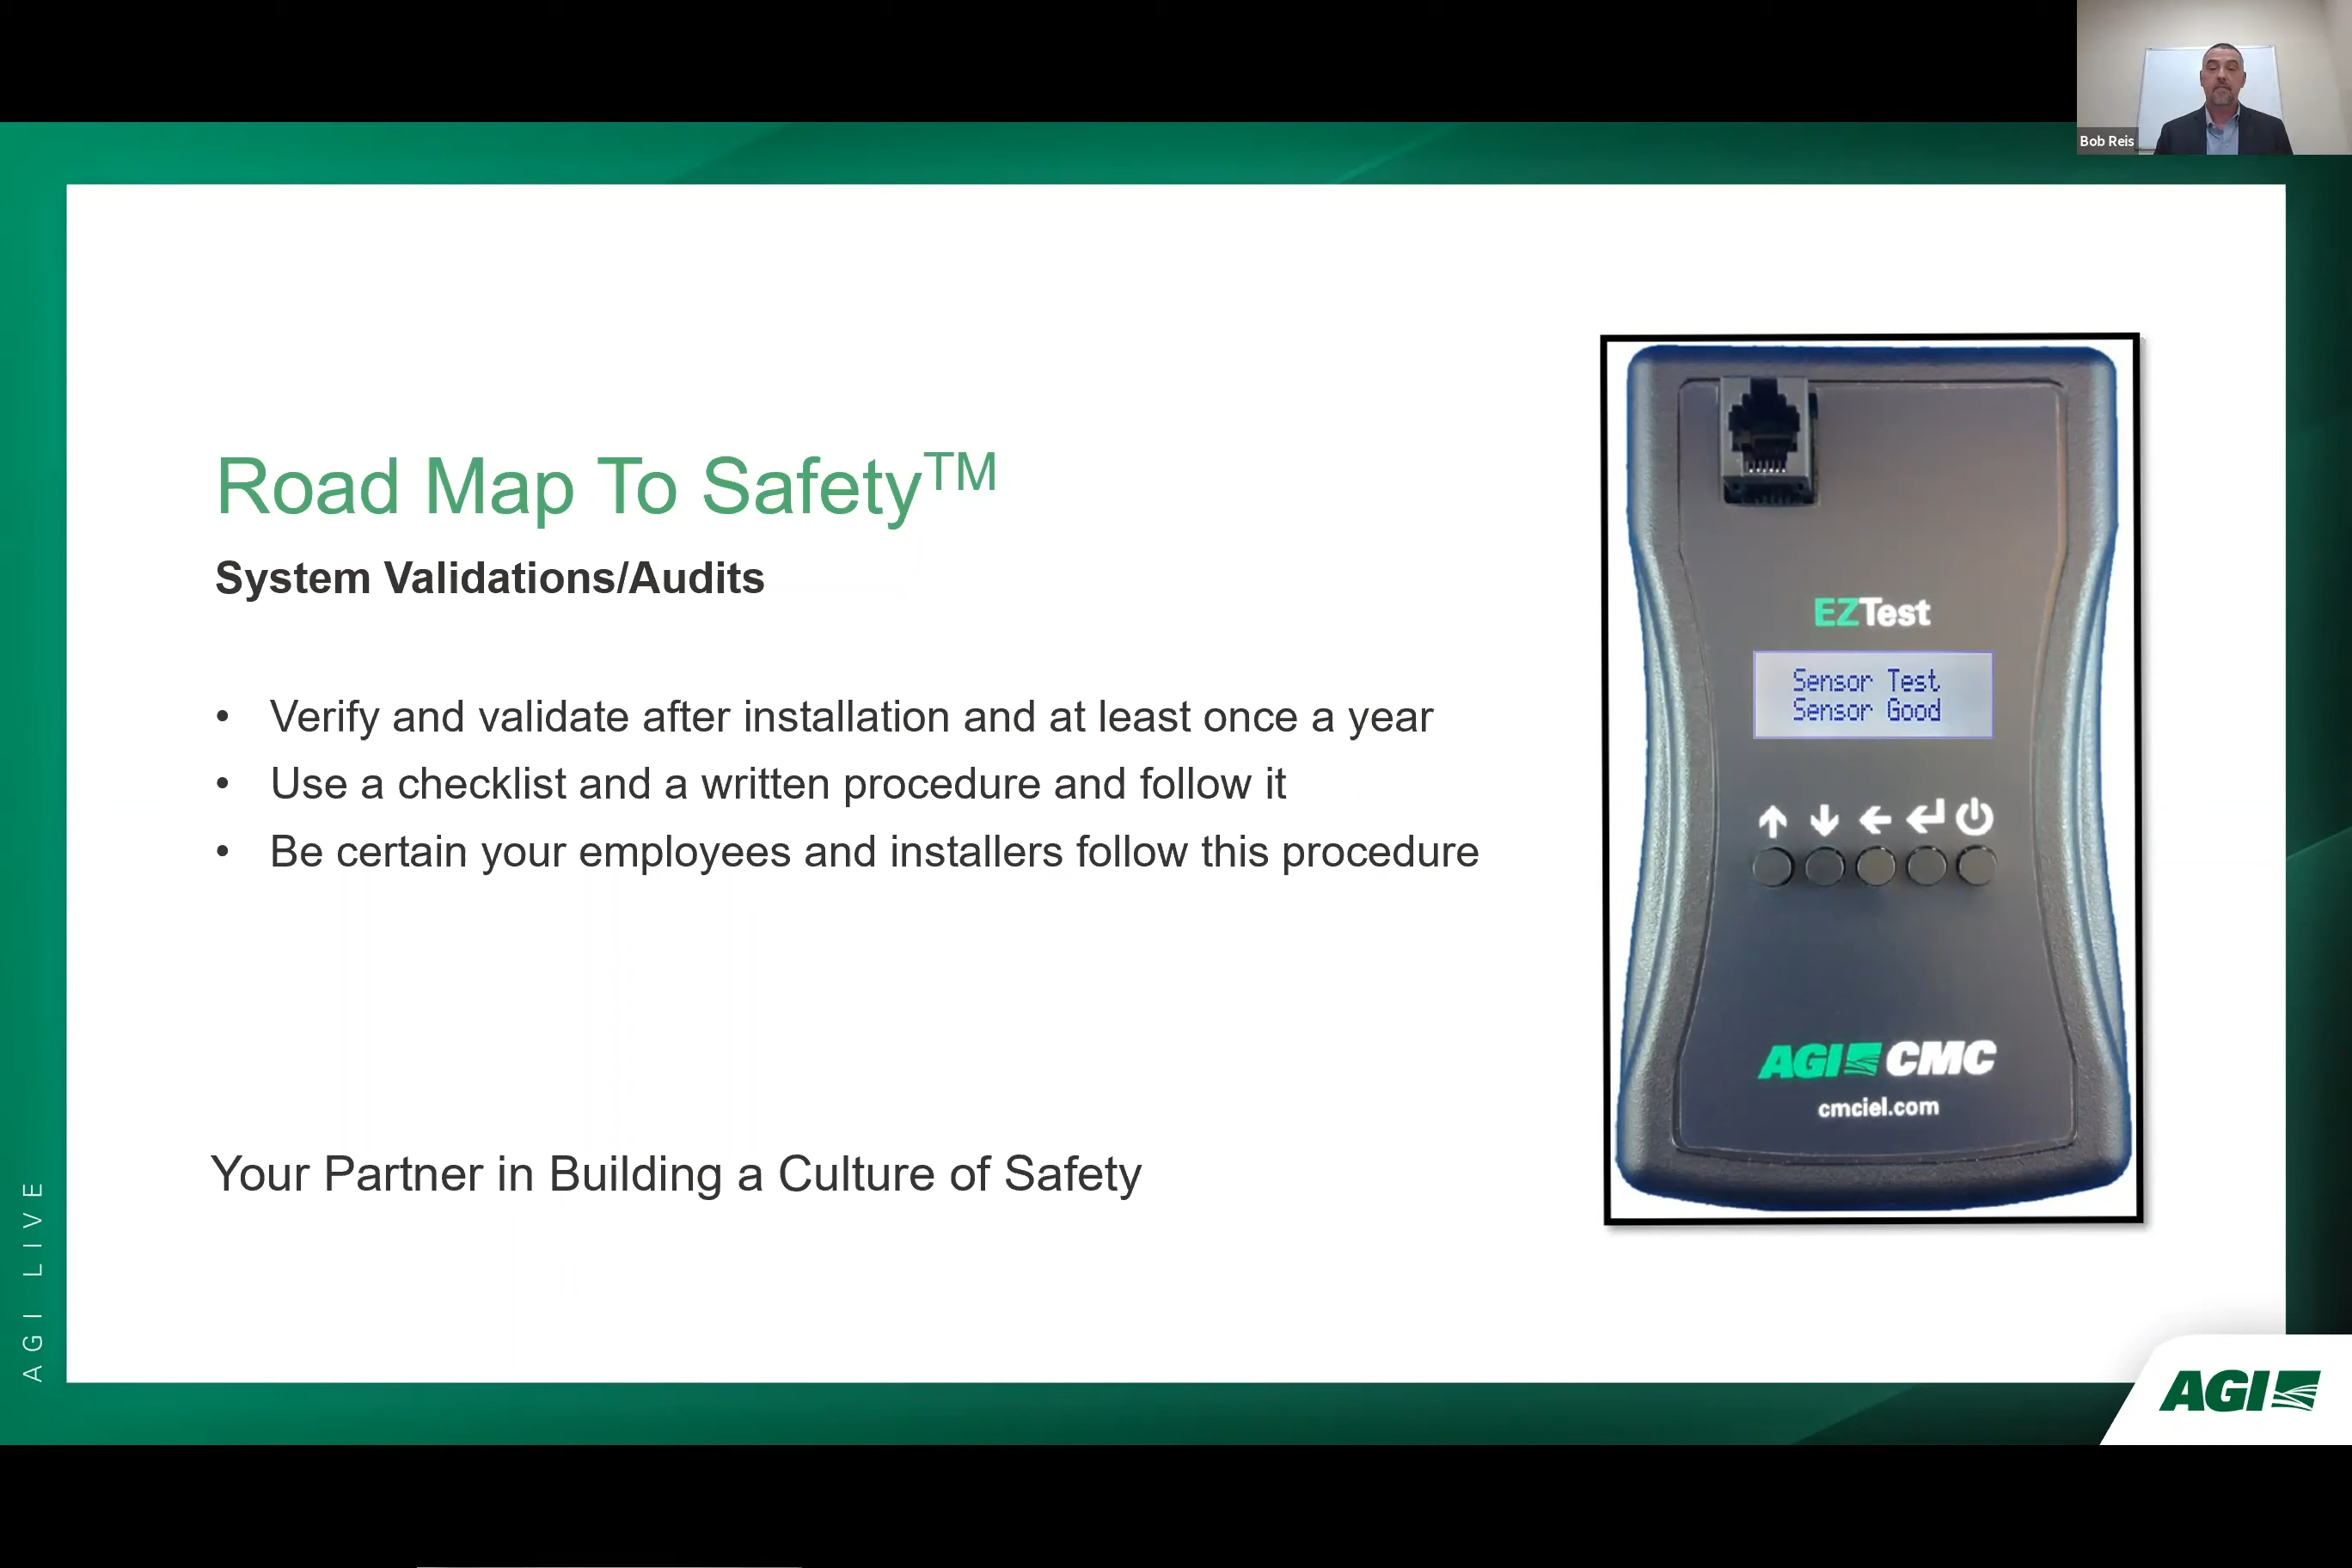 Bob Reis
Road Map To Safety™
System Validations/Audits
• Verify and validate after installation and at least once a year
• Use a checklist and a written procedure and follow it
• Be certain your employees and installers follow this procedure
Your Partner in Building a Culture of Safety
EZTest
Sensor Test
Sensor Good
AGI CMC
cmciel.com
AGI LIVE
AGI